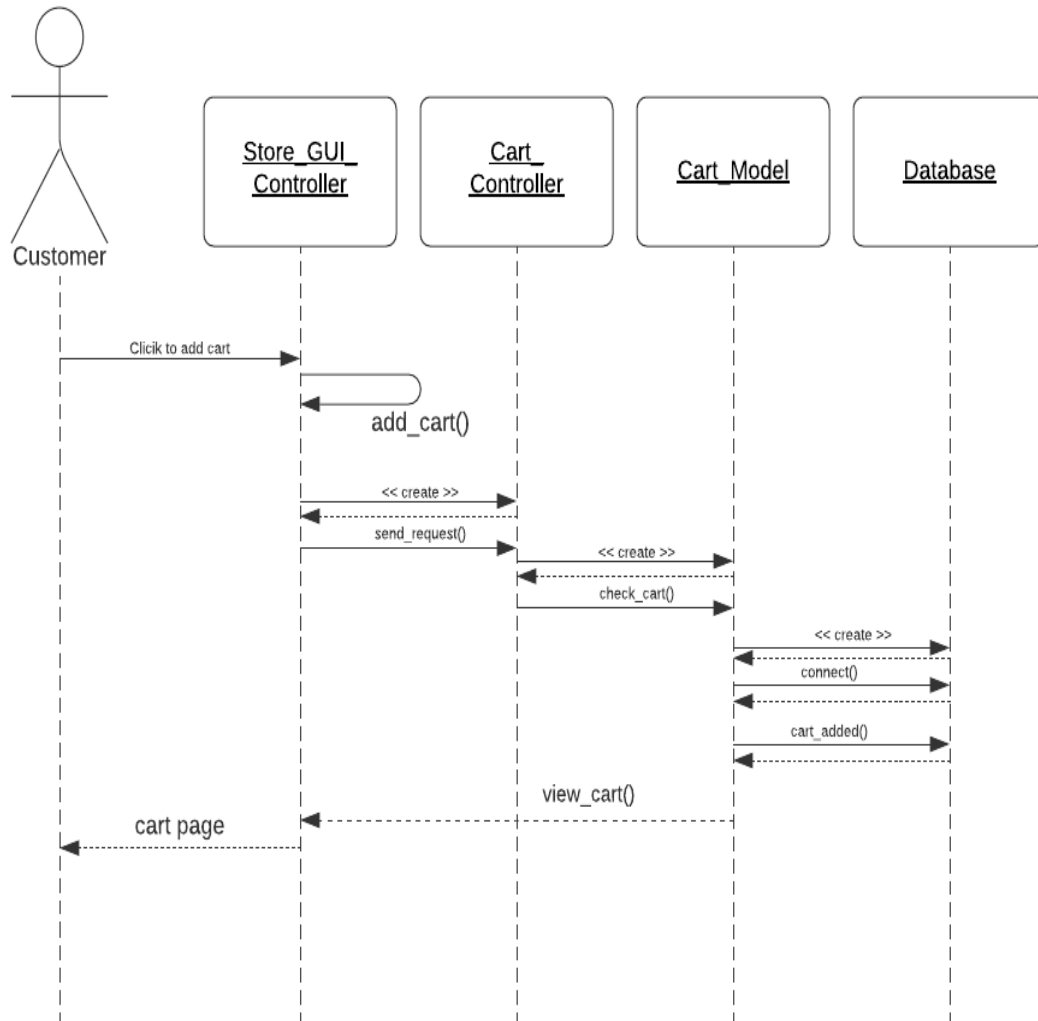 Store_GUI_
Controller
Cart_
Controller
Cart_Model
Database
Customer
Clicik to add cart
add_cart()
<< create >>
send_request()
<< create >>
check_cart()
<< create >>
connect()
cart_added()
view_cart()
cart page